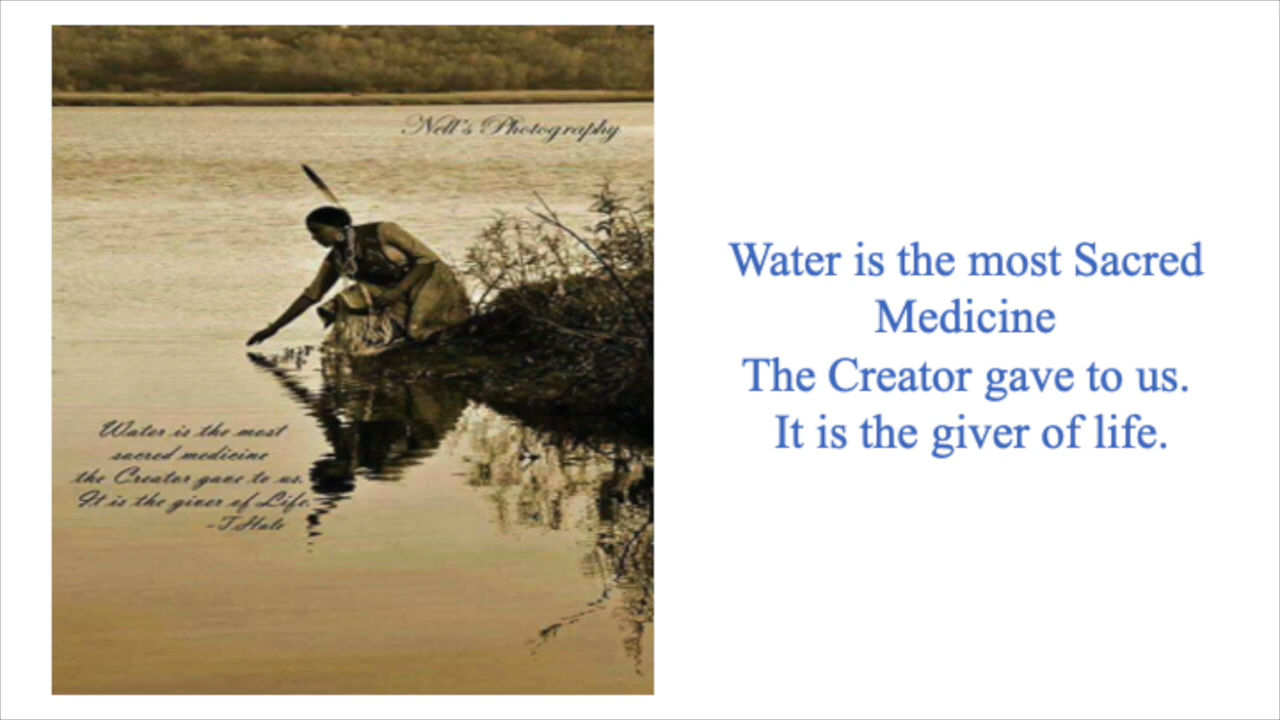 Nell's Photography
Water is the most
sacred medicine
the Creator gave to us.
It is the giver of Life.
-T.Hale
Water is the most Sacred
Medicine
The Creator gave to us.
It is the giver of life.